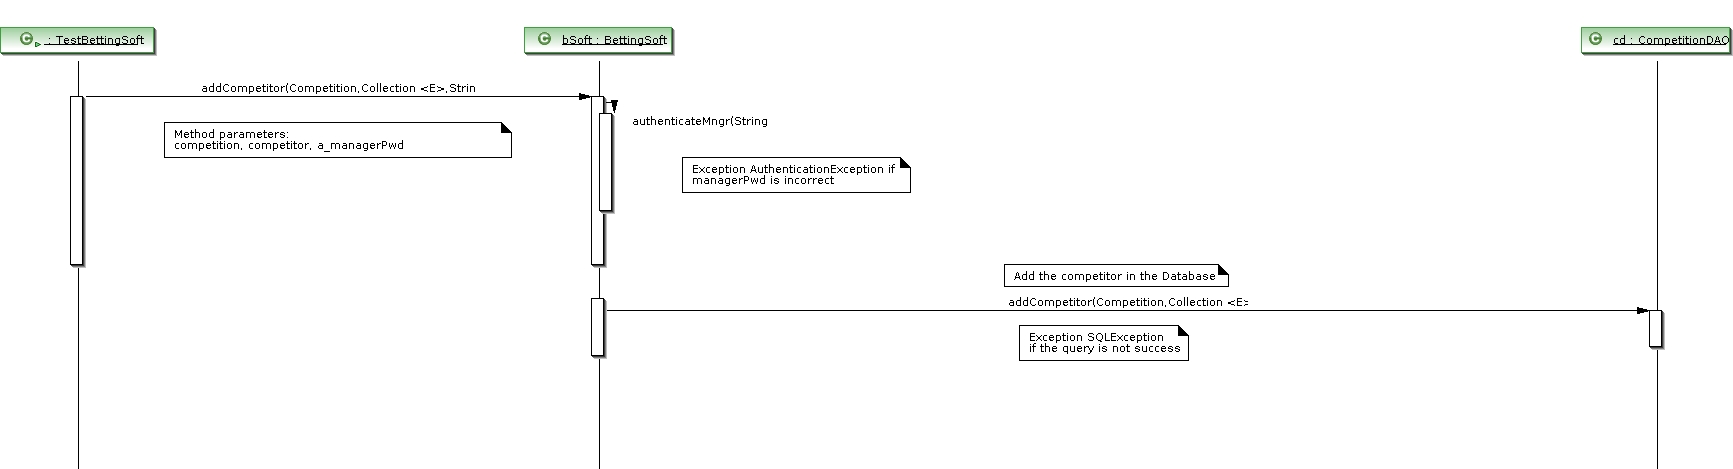 : TestBettingSoft
bSoft : BettingSoft
cd : CompetitionDAO
addCompetitor(Competition,Collection <E>,Strin
authenticateMngr(String
Method parameters:
competition, competitor, a_managerPwd
Exception AuthenticationException if
managerPwd is incorrect
Add the competitor in the Database
addCompetitor(Competition,Collection <E>
Exception SQLException
if the query is not success